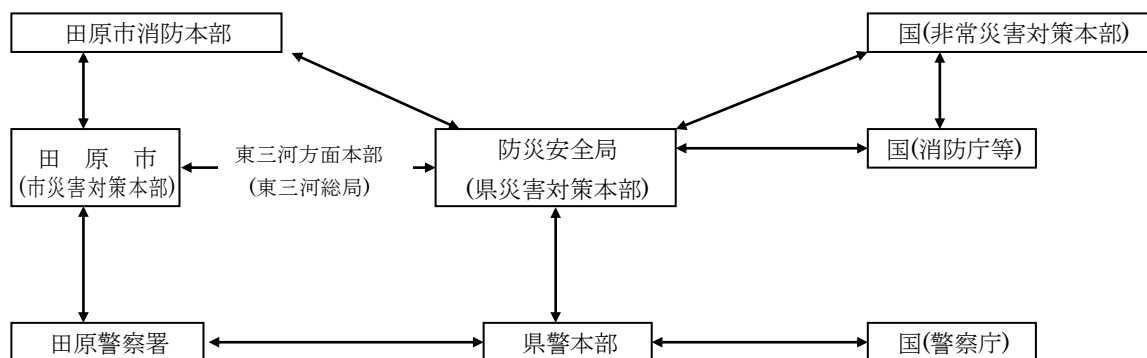 田原市消防本部
国(非常災害対策本部)
田　原　市
(市災害対策本部)
東三河方面本部
(東三河総局)
防災安全局
(県災害対策本部)
国(消防庁等)
田原警察署
県警本部
国(警察庁)